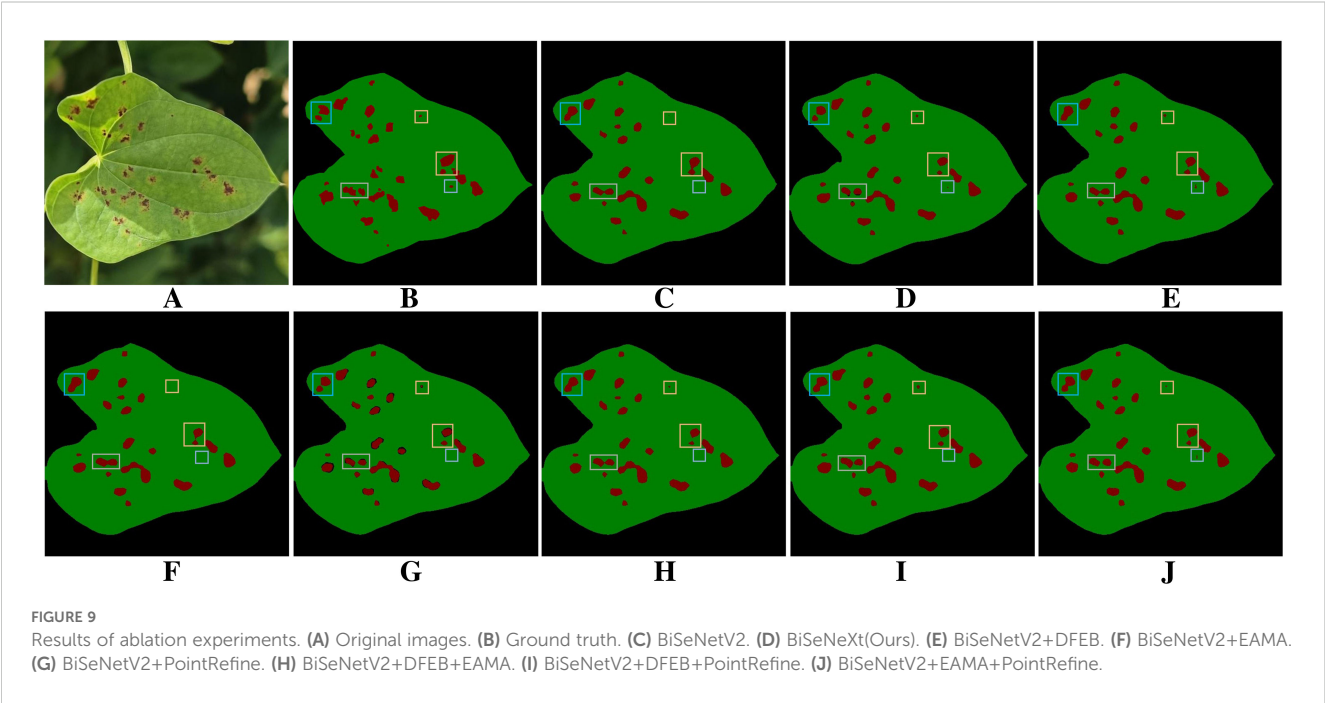 A B C D E
F G H I J
FIGURE 9
Results of ablation experiments. (A) Original images. (B) Ground truth. (C) BiSeNetV2. (D) BiSeNeXt(Ours). (E) BiSeNetV2+DFEB. (F) BiSeNetV2+EAMA.
(G) BiSeNetV2+PointRefine. (H) BiSeNetV2+DFEB+EAMA. (I) BiSeNetV2+DFEB+PointRefine. (J) BiSeNetV2+EAMA+PointRefine.